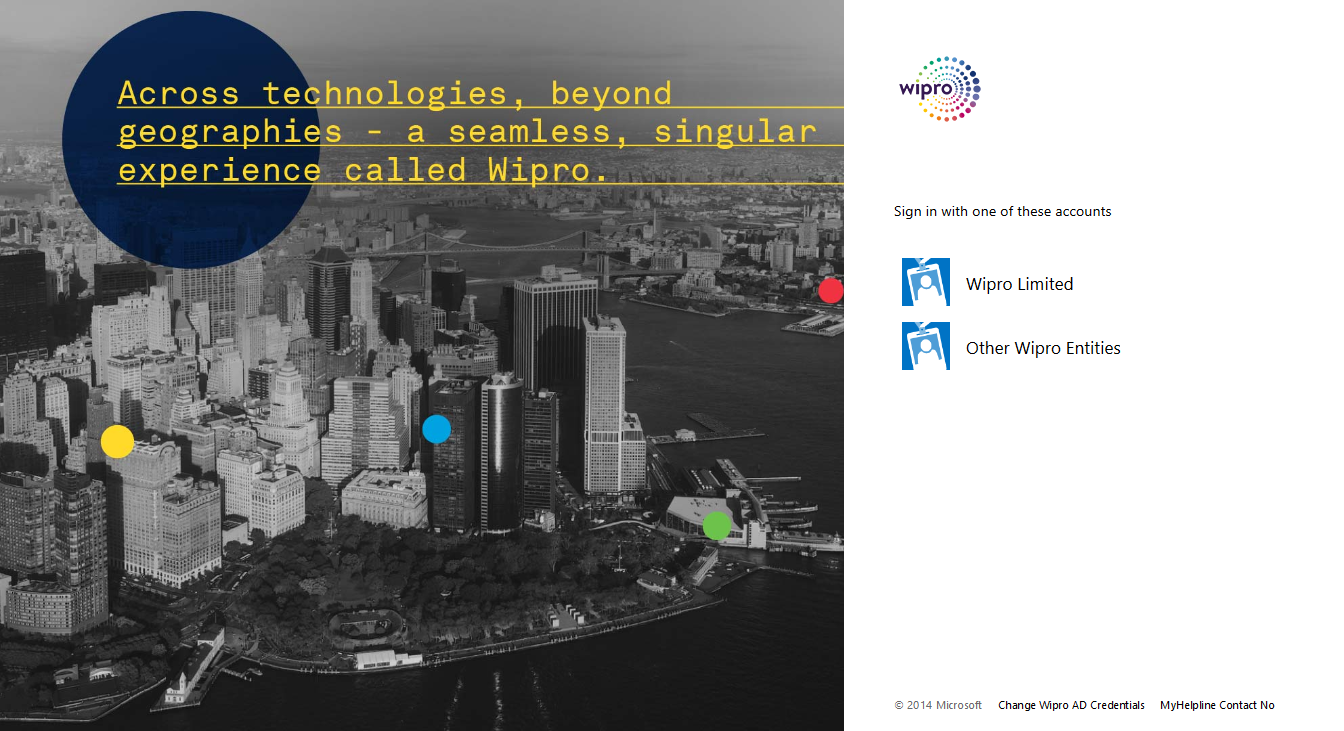 Across technologies, beyond
geographies - a seamless, singular
experience called Wipro.
wipro
Sign in with one of these accounts
Wipro Limited
Other Wipro Entities
© 2014 Microsoft Change Wipro AD Credentials MyHelpline Contact No